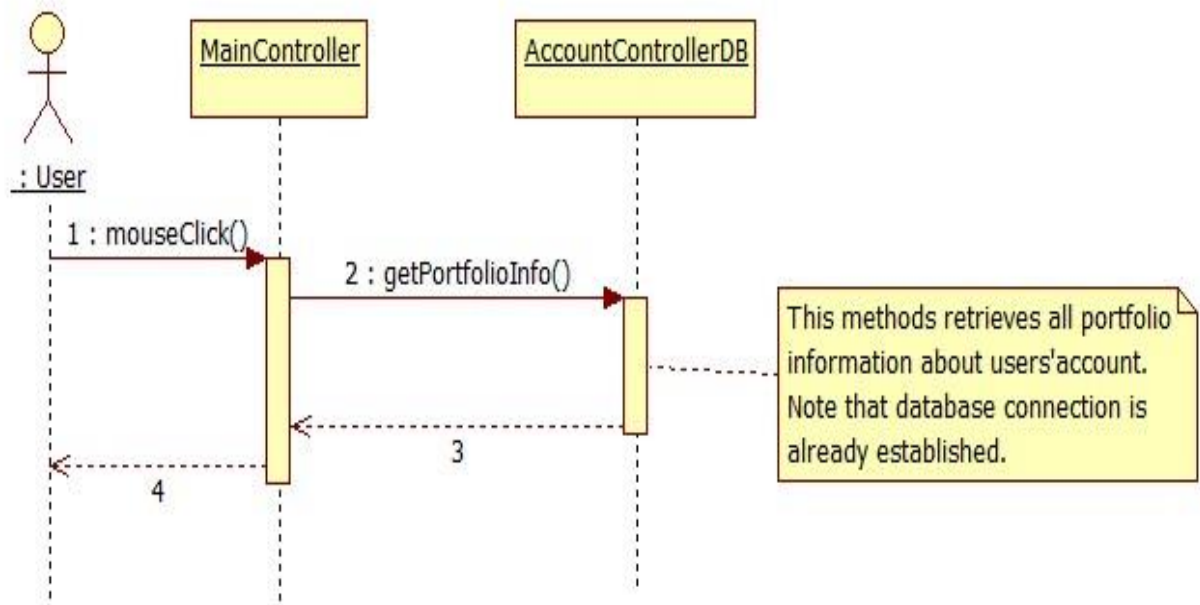 MainController
AccountControllerDB
: User
1 : mouseClick()
2 : getPortfolioInfo()
This methods retrieves all portfolio
information about users'account.
Note that database connection is
already established.
3
4